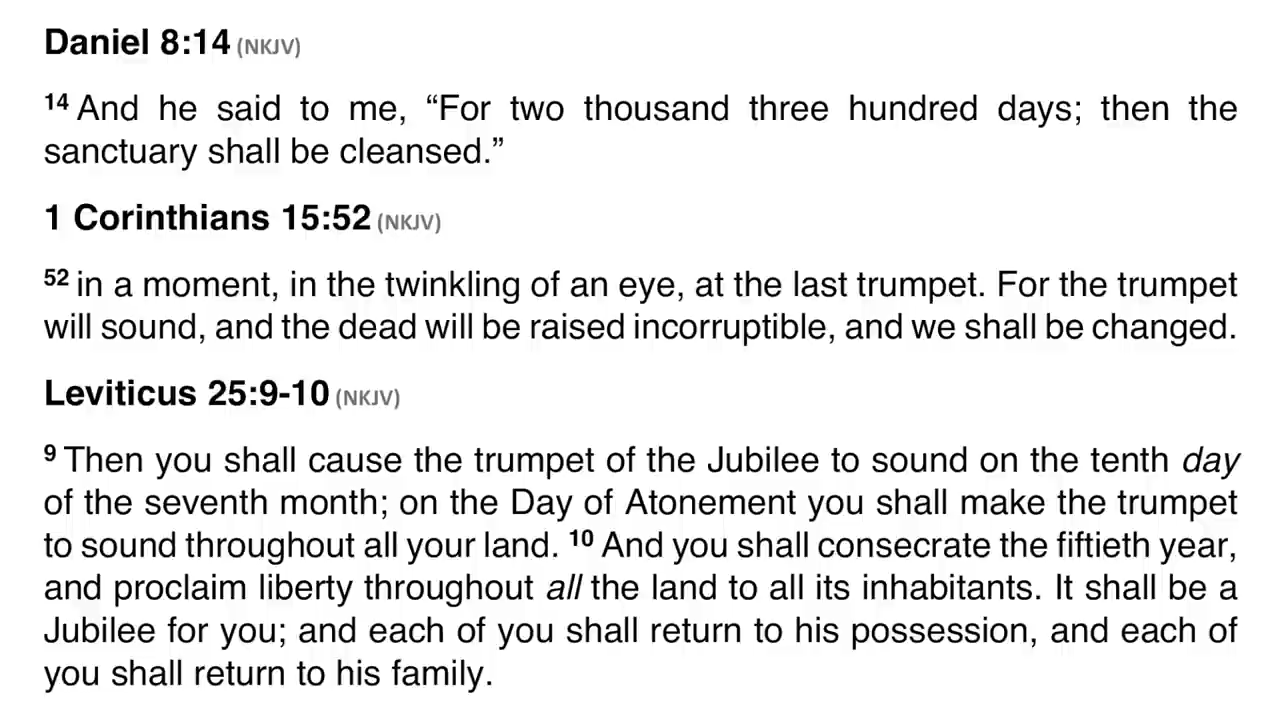 Daniel 8:14 (NKJV)
14 And he said to me, “For two thousand three hundred days; then the
sanctuary shall be cleansed.”
1 Corinthians 15:52 (NKJV)
52 in a moment, in the twinkling of an eye, at the last trumpet. For the trumpet
will sound, and the dead will be raised incorruptible, and we shall be changed.
Leviticus 25:9-10 (NKJV)
9 Then you shall cause the trumpet of the Jubilee to sound on the tenth day
of the seventh month; on the Day of Atonement you shall make the trumpet
to sound throughout all your land. 10 And you shall consecrate the fiftieth year,
and proclaim liberty throughout all the land to all its inhabitants. It shall be a
Jubilee for you; and each of you shall return to his possession, and each of
you shall return to his family.